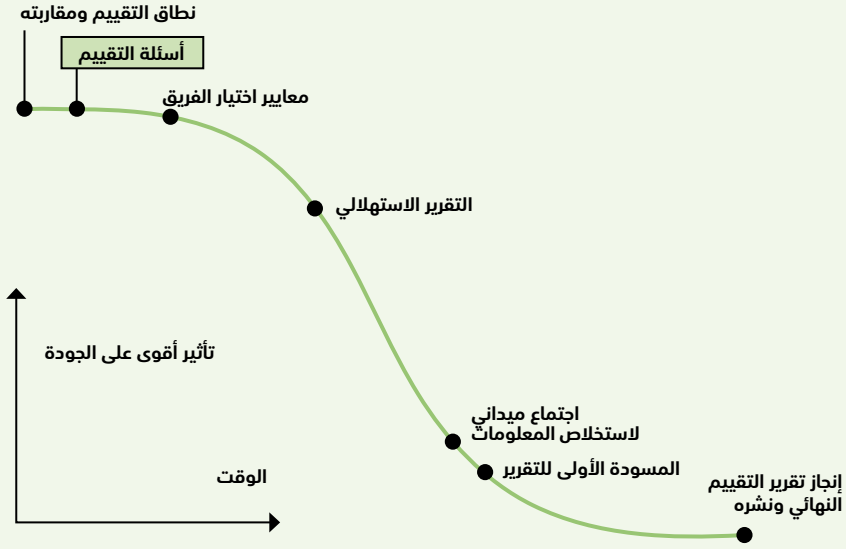 نطاق التقييم ومقاربته
أسئلة التقييم
معايير اختيار الفريق
التقرير الاستهلالي
تأثير أقوى على الجودة
اجتماع ميداني
لاستخلاص المعلومات
المسودة الأولى للتقرير
الوقت
إنجاز تقرير التقييم
النهائي ونشره